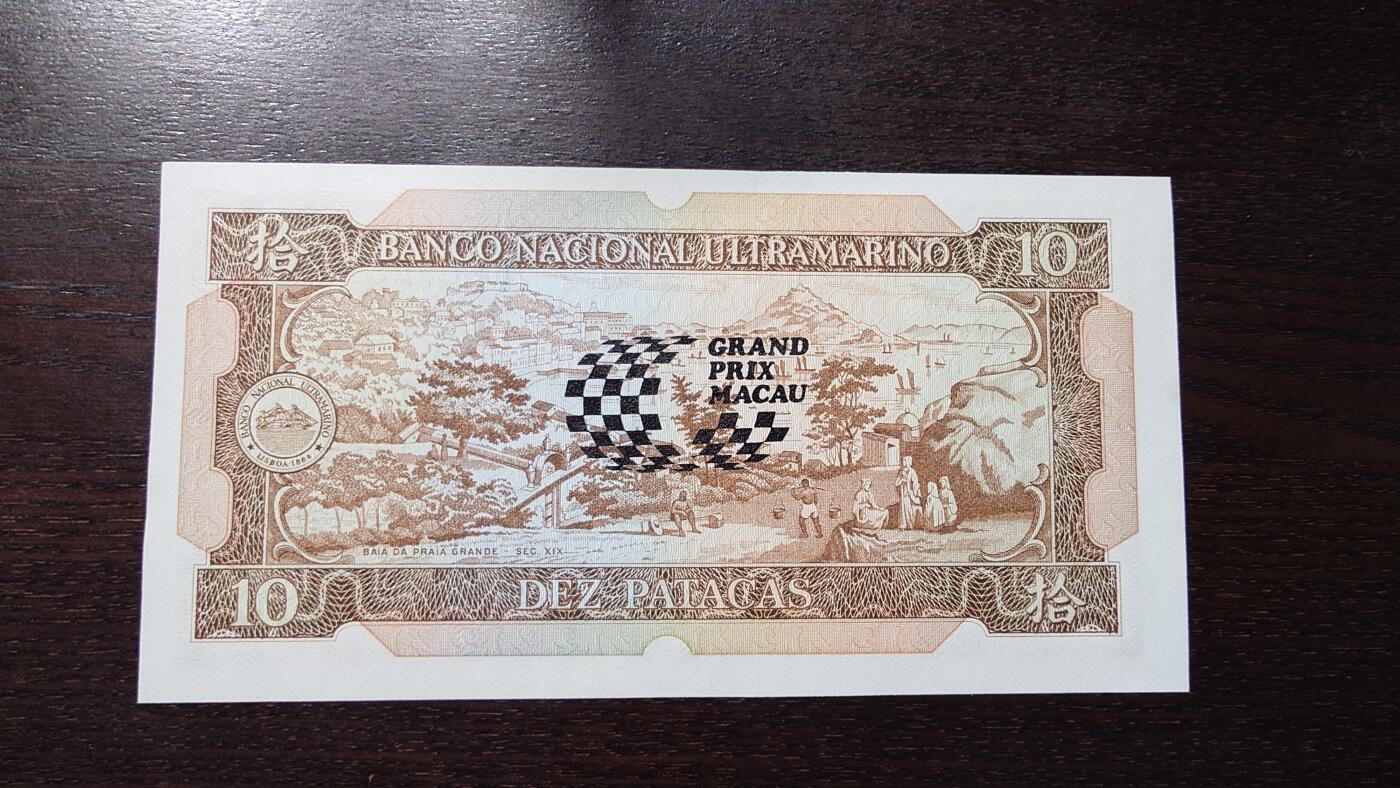 拾 BANCO NACIONAL ULTRAMARINO 10
GRAND
PRIX
MACAU
BANCO NACIONAL ULTRAMARINO
LISBOA-1864
BAIA DA PRAIA GRANDE - SEC. XIX
10 DEZ PATACAS 拾